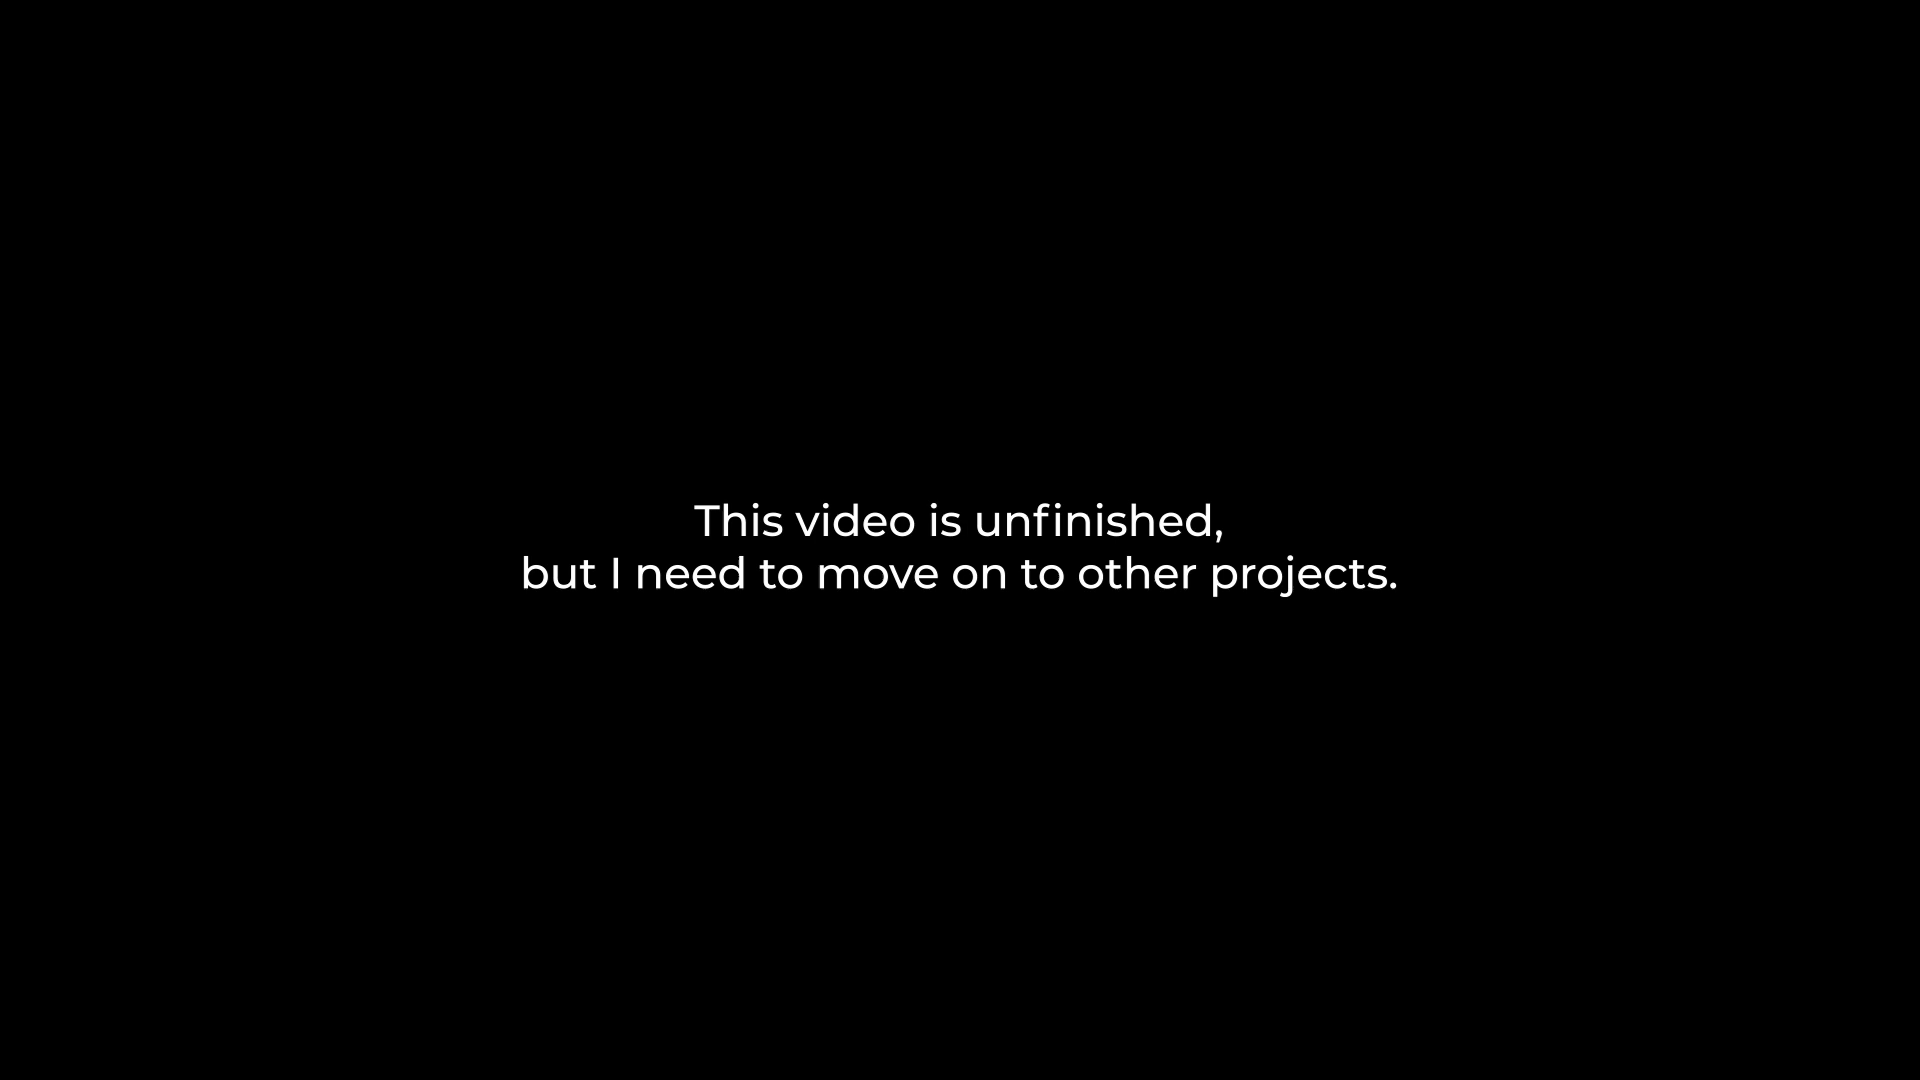 This video is unfinished,
but I need to move on to other projects.